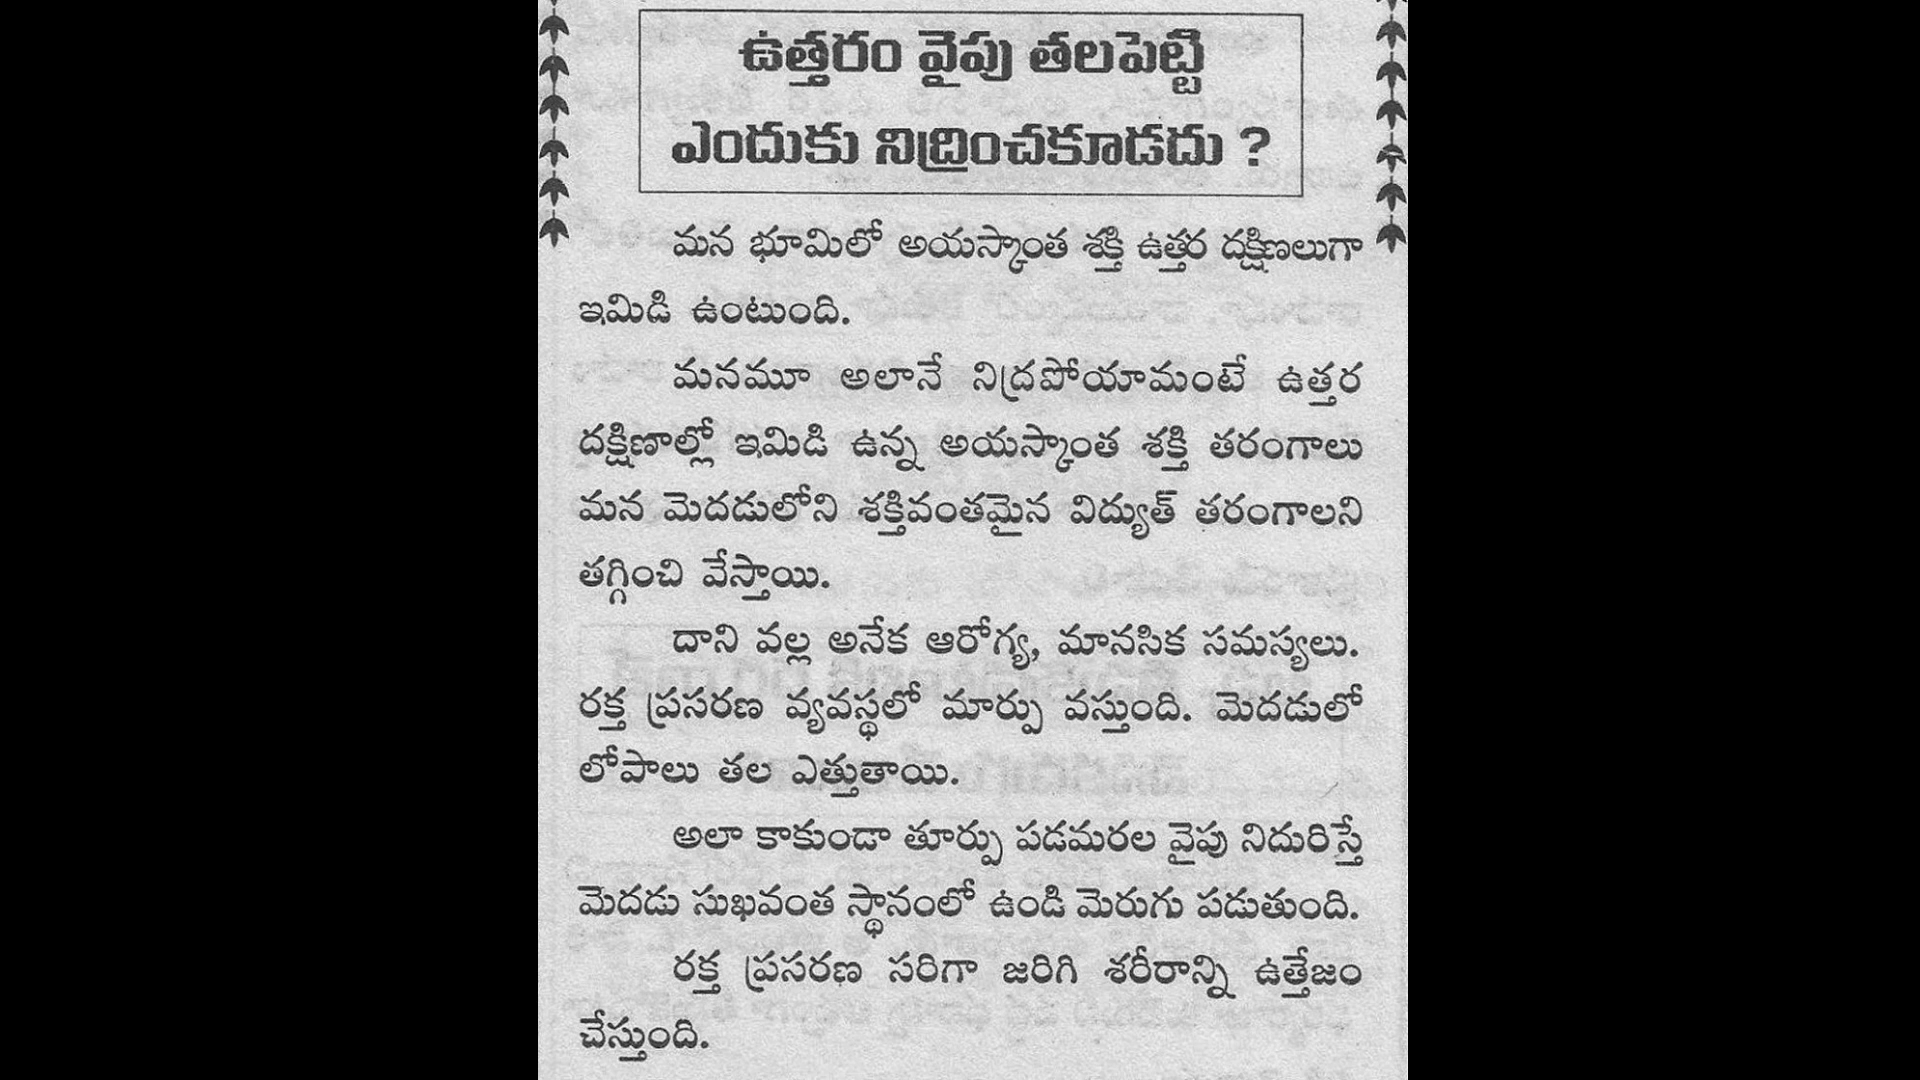 ఉత్తరం వైపు తలపెట్టి
ఎందుకు నిద్రించకూడదు ?
మన భూమిలో అయస్కాంత శక్తి ఉత్తర దక్షిణలుగా
ఇమిడి ఉంటుంది.
మనమూ అలానే నిద్రపోయామంటే ఉత్తర
దక్షిణాల్లో ఇమిడి ఉన్న అయస్కాంత శక్తి తరంగాలు
మన మెదడులోని శక్తివంతమైన విద్యుత్ తరంగాలని
తగ్గించి వేస్తాయి.
దాని వల్ల అనేక ఆరోగ్య, మానసిక సమస్యలు.
రక్త ప్రసరణ వ్యవస్థలో మార్పు వస్తుంది. మెదడులో
లోపాలు తల ఎత్తుతాయి.
అలా కాకుండా తూర్పు పడమరల వైపు నిదురిస్తే
మెదడు సుఖవంత స్థానంలో ఉండి మెరుగు పడుతుంది.
రక్త ప్రసరణ సరిగా జరిగి శరీరాన్ని ఉత్తేజం
చేస్తుంది.